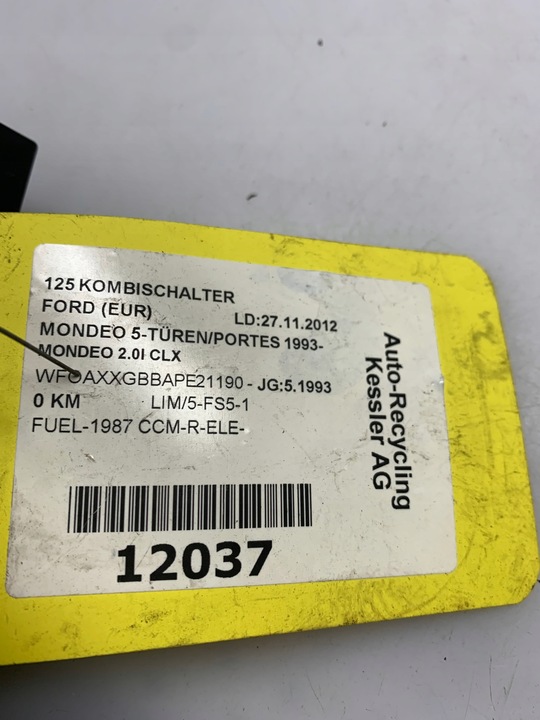 125 KOMBISCHALTER
FORD (EUR) LD:27.11.2012
MONDEO 5-TÜREN/PORTES 1993-
MONDEO 2.0I CLX
WFOAXXGBBAPE21190 - JG:5.1993
0 KM LIM/5-FS5-1
FUEL-1987 CCM-R-ELE-
12037
Auto-Recycling
Kessler AG